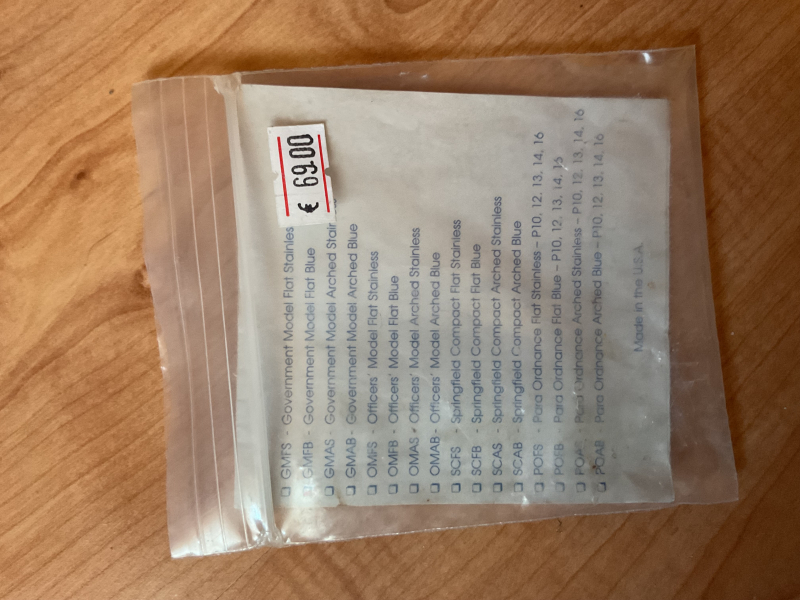 € 69.00
❏ GMFS - Government Model Flat Stainles
❏ GMFB - Government Model Flat Blue
❏ GMAS - Government Model Arched Stain
❏ GMAB - Government Model Arched Blue
❏ OMFS - Officers' Model Flat Stainless
❏ OMFB - Officers' Model Flat Blue
❏ OMAS - Officers' Model Arched Stainless
❏ OMAB - Officers' Model Arched Blue
❏ SCFS - Springfield Compact Flat Stainless
❏ SCFB - Springfield Compact Flat Blue
❏ SCAS - Springfield Compact Arched Stainless
❏ SCAB - Springfield Compact Arched Blue
❏ POFS - Para Ordnance Flat Stainless – P10, 12, 13, 14, 16
❏ POFB - Para Ordnance Flat Blue – P10, 12, 13, 14, 16
❏ POAS - Para Ordnance Arched Stainless – P10, 12, 13, 14, 16
❏ POAB - Para Ordnance Arched Blue – P10, 12, 13, 14, 16
Made in the U.S.A.